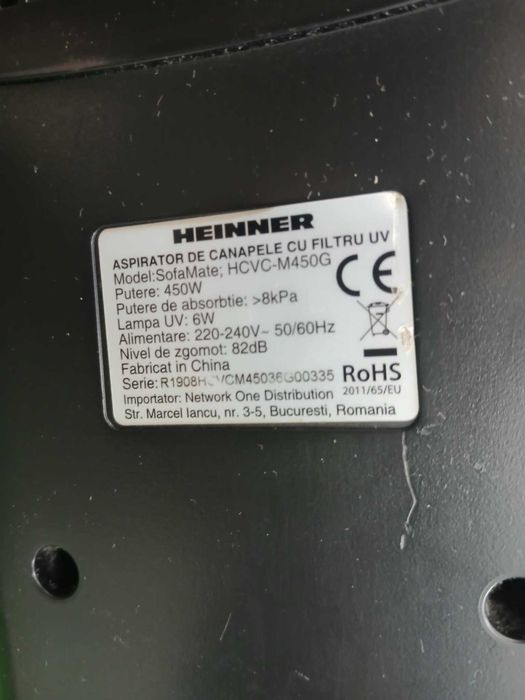 HEINNER
ASPIRATOR DE CANAPELE CU FILTRU UV
Model:SofaMate; HCVC-M450G
Putere: 450W
Putere de absorbtie: >8kPa
Lampa UV: 6W
Alimentare: 220-240V~ 50/60Hz
Nivel de zgomot: 82dB
Fabricat in China
Serie:
Importator: Network One Distribution
Str. Marcel Iancu, nr. 3-5, Bucuresti, Romania
CE
RoHS
2011/65/EU